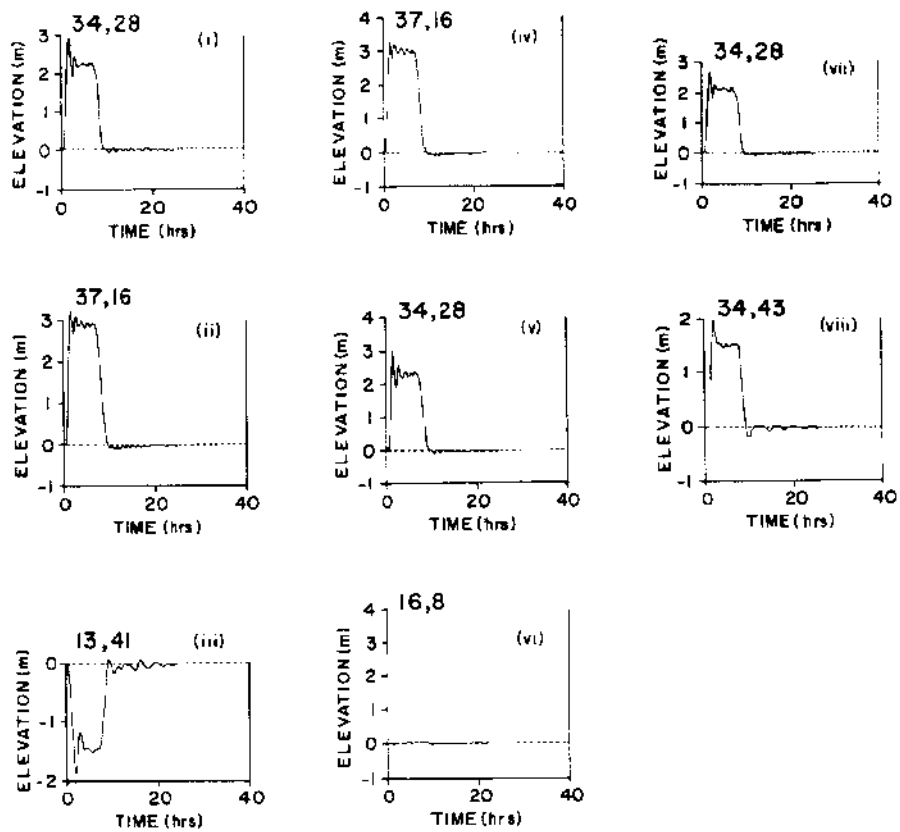 34,28
(i)
ELEVATION (m)
3
2
1
0
-1
0 20 40
TIME (hrs)
37,16
(iv)
ELEVATION (m)
4
3
2
1
0
-1
0 20 40
TIME (hrs)
34,28
(vii)
ELEVATION (m)
3
2
1
0
-1
0 20 40
TIME (hrs)
37,16
(ii)
ELEVATION (m)
3
2
1
0
-1
0 20 40
TIME (hrs)
34,28
(v)
ELEVATION (m)
4
3
2
1
0
-1
0 20 40
TIME (hrs)
34,43
(viii)
ELEVATION (m)
2
1
0
-1
0 20 40
TIME (hrs)
13,41
(iii)
ELEVATION (m)
0
-1
-2
0 20 40
TIME (hrs)
16,8
(vi)
ELEVATION (m)
4
3
2
1
0
-1
0 20 40
TIME (hrs)